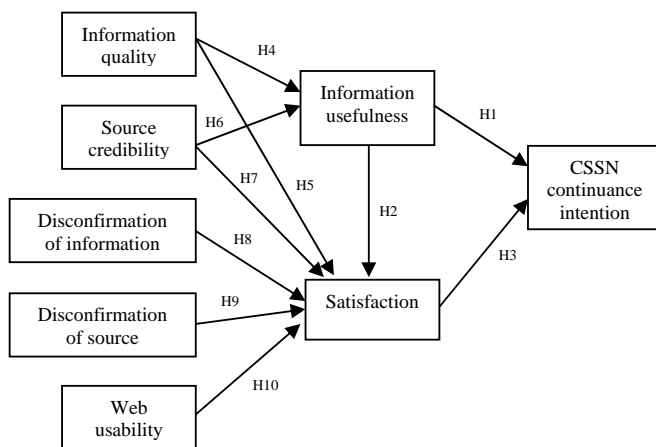 Information
quality
H4
Information
usefulness
H1
Source
credibility
H6
H7
H5
H2
CSSN
continuance
intention
Disconfirmation
of information
H8
H3
Satisfaction
Disconfirmation
of source
H9
H10
Web
usability